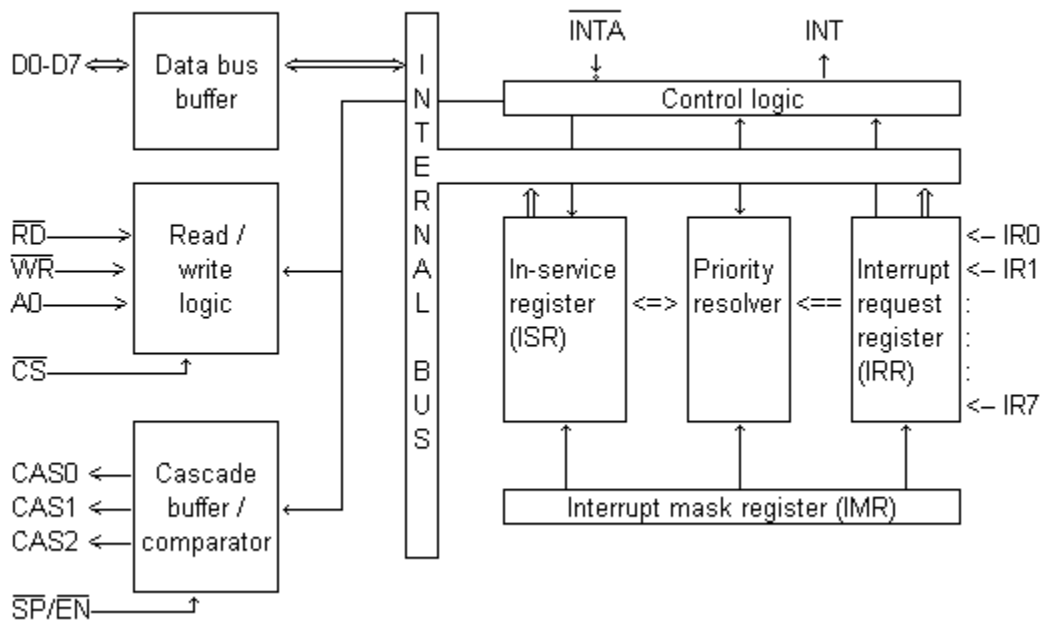 D0-D7
Data bus
buffer
INTERNAL BUS
INTA
INT
Control logic
RD
WR
A0
CS
Read /
write
logic
In-service
register
(ISR)
<=>
Priority
resolver
<==
Interrupt
request
register
(IRR)
<– IR0
<– IR1
:
:
:
<– IR7
CAS0
CAS1
CAS2
Cascade
buffer /
comparator
SP/EN
Interrupt mask register (IMR)